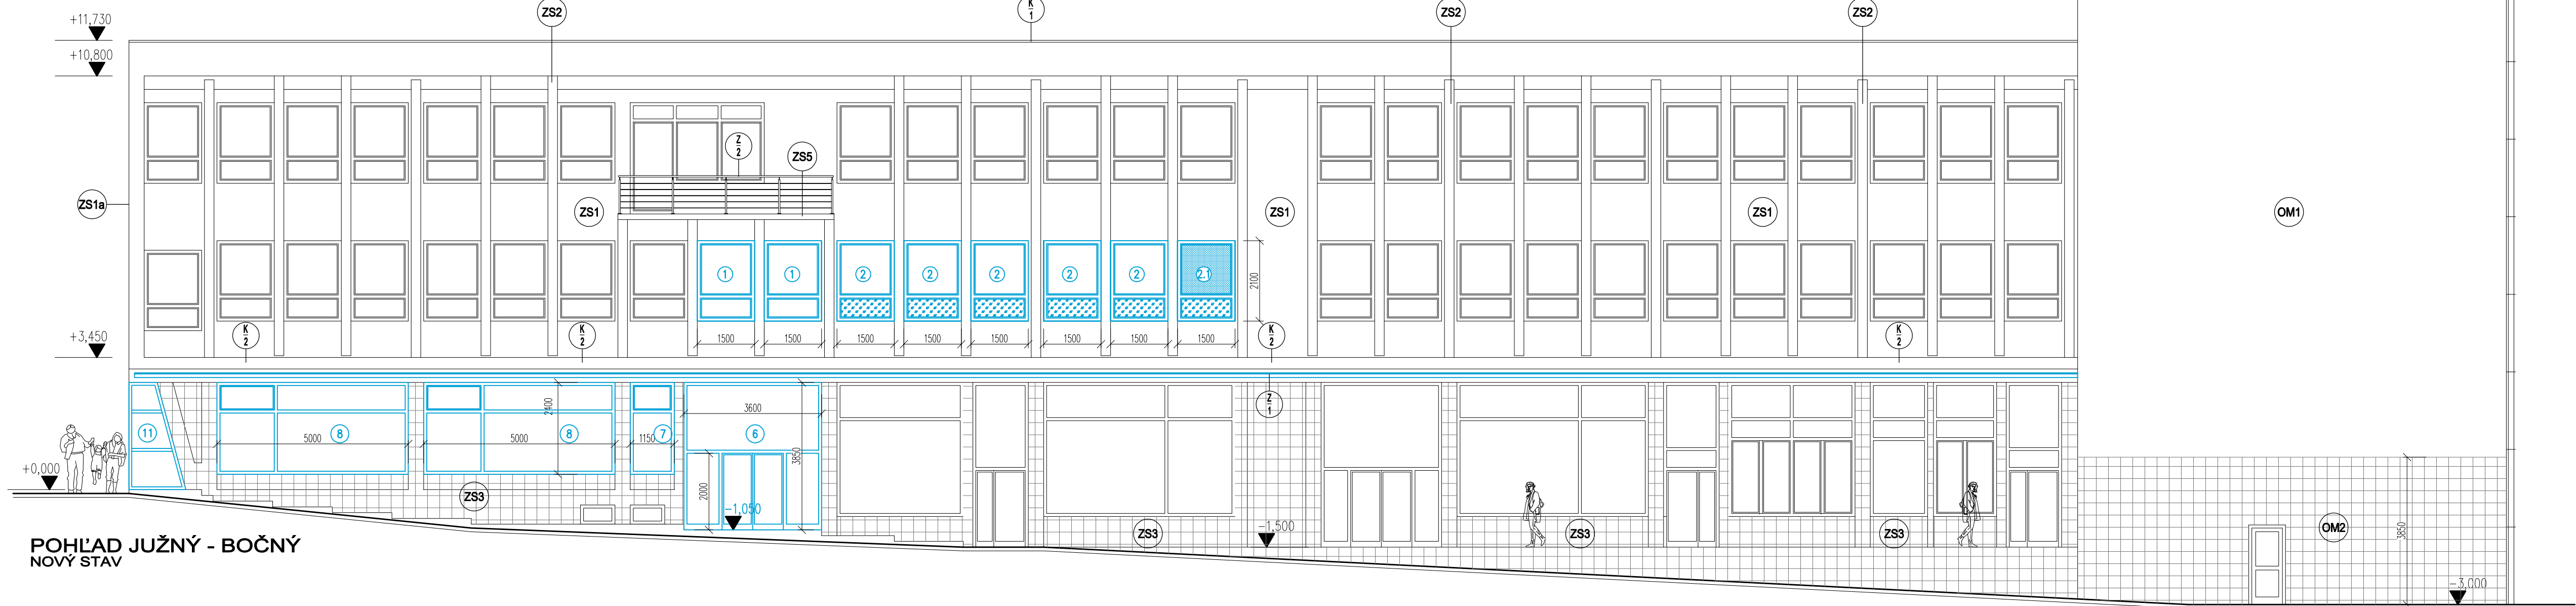 +11,730
ZS2
K
1
ZS2
ZS2
+10,800
Z
2
ZS5
ZS1a
ZS1
ZS1
ZS1
OM1
1
1
2
2
2
2
2
2.1
2100
+3,450
K
2
K
2
1500
1500
1500
1500
1500
1500
1500
1500
K
2
K
2
Z
1
2400
3600
11
5000
8
5000
8
1150
7
6
3850
+0,000
2000
ZS3
-1,050
-1,500
ZS3
ZS3
ZS3
OM2
3850
POHĽAD JUŽNÝ - BOČNÝ
NOVÝ STAV
-3,000